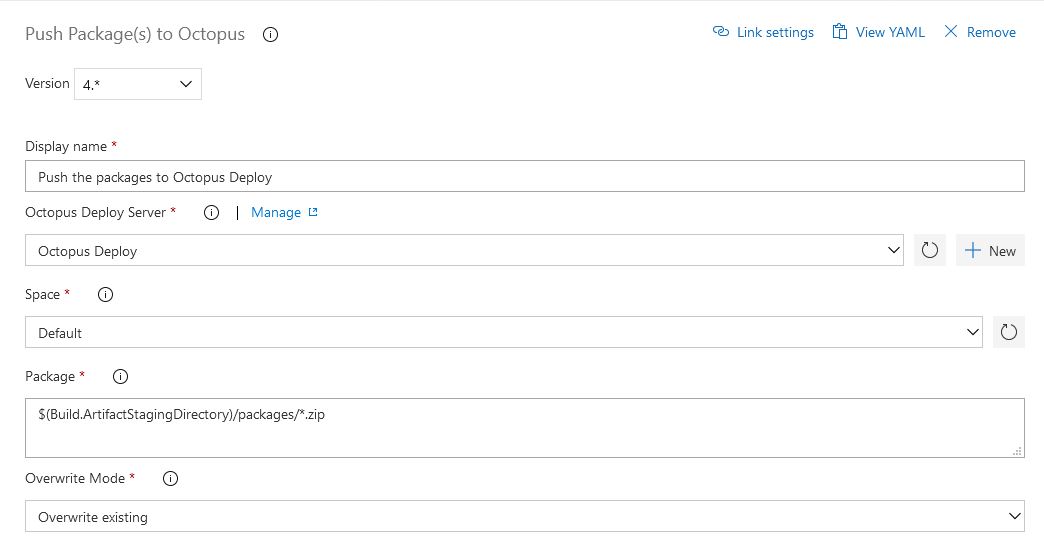 Push Package(s) to Octopus
Link settings View YAML Remove
Version 4.*
Display name *
Push the packages to Octopus Deploy
Octopus Deploy Server * | Manage
Octopus Deploy New
Space *
Default
Package *
$(Build.ArtifactStagingDirectory)/packages/*.zip
Overwrite Mode *
Overwrite existing